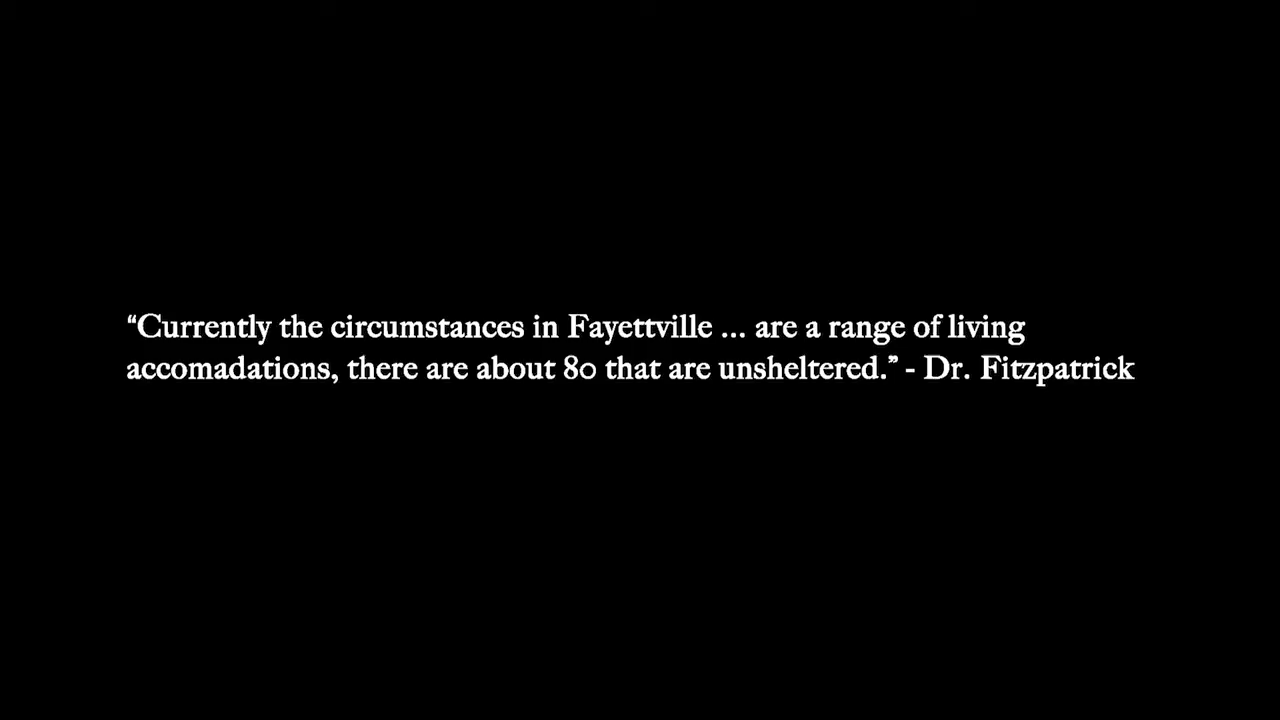 “Currently the circumstances in Fayettville ... are a range of living
accomadations, there are about 80 that are unsheltered.” - Dr. Fitzpatrick